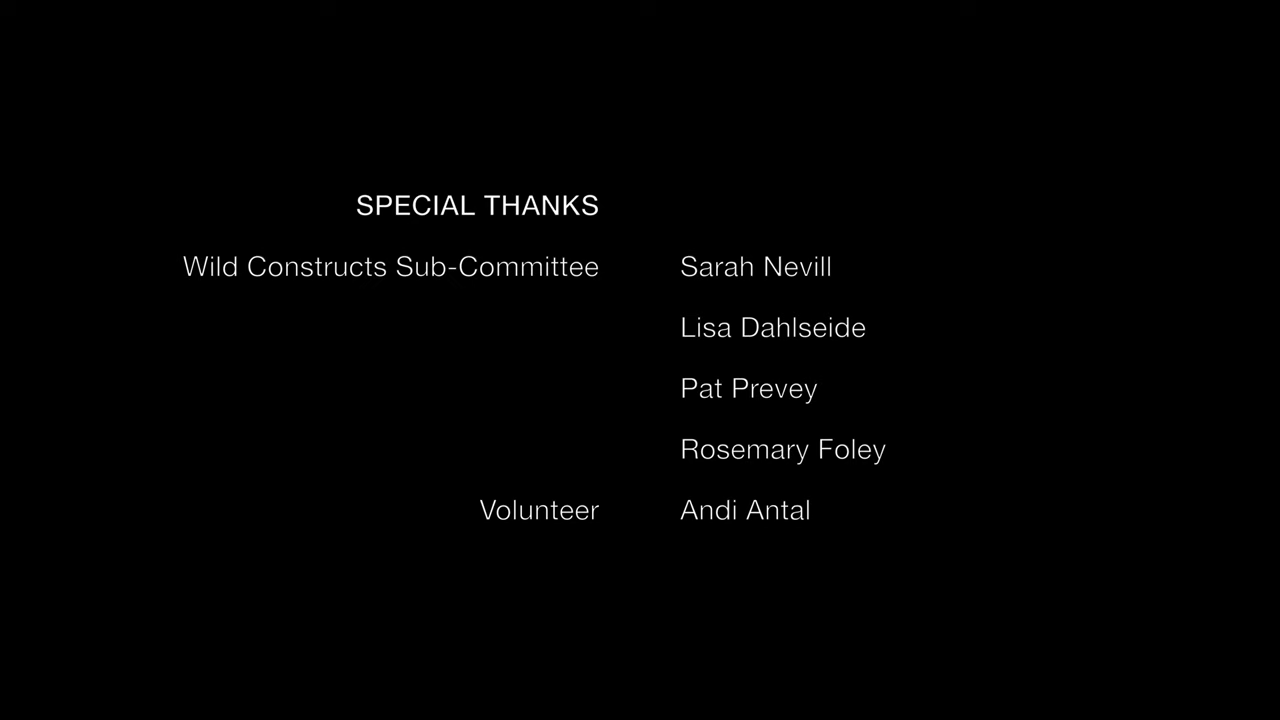 SPECIAL THANKS
Wild Constructs Sub-Committee Sarah Nevill
Lisa Dahlseide
Pat Prevey
Rosemary Foley
Volunteer Andi Antal